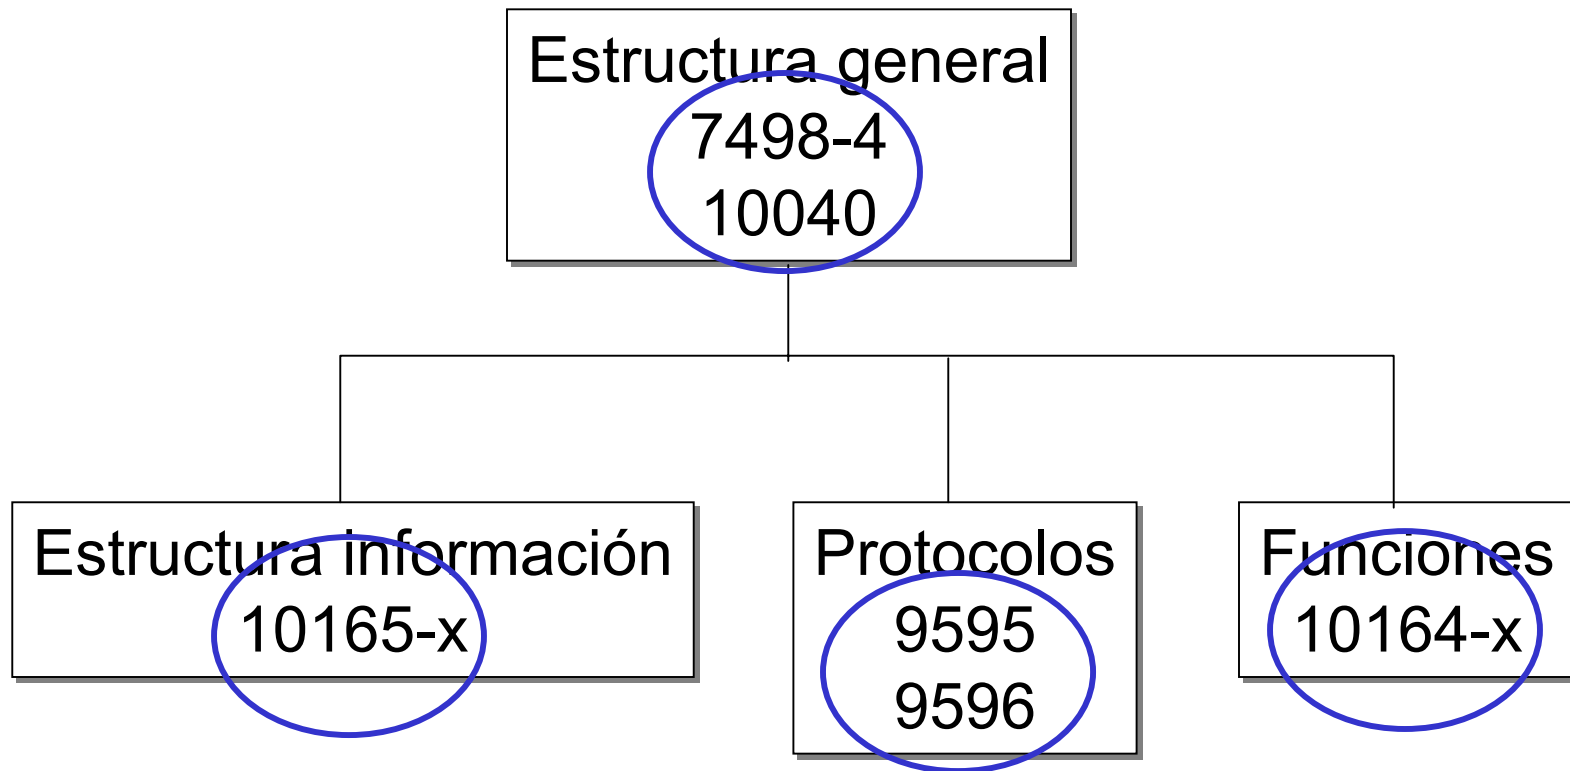 Estructura general
7498-4
10040
Estructura información
10165-x
Protocolos
9595
9596
Funciones
10164-x